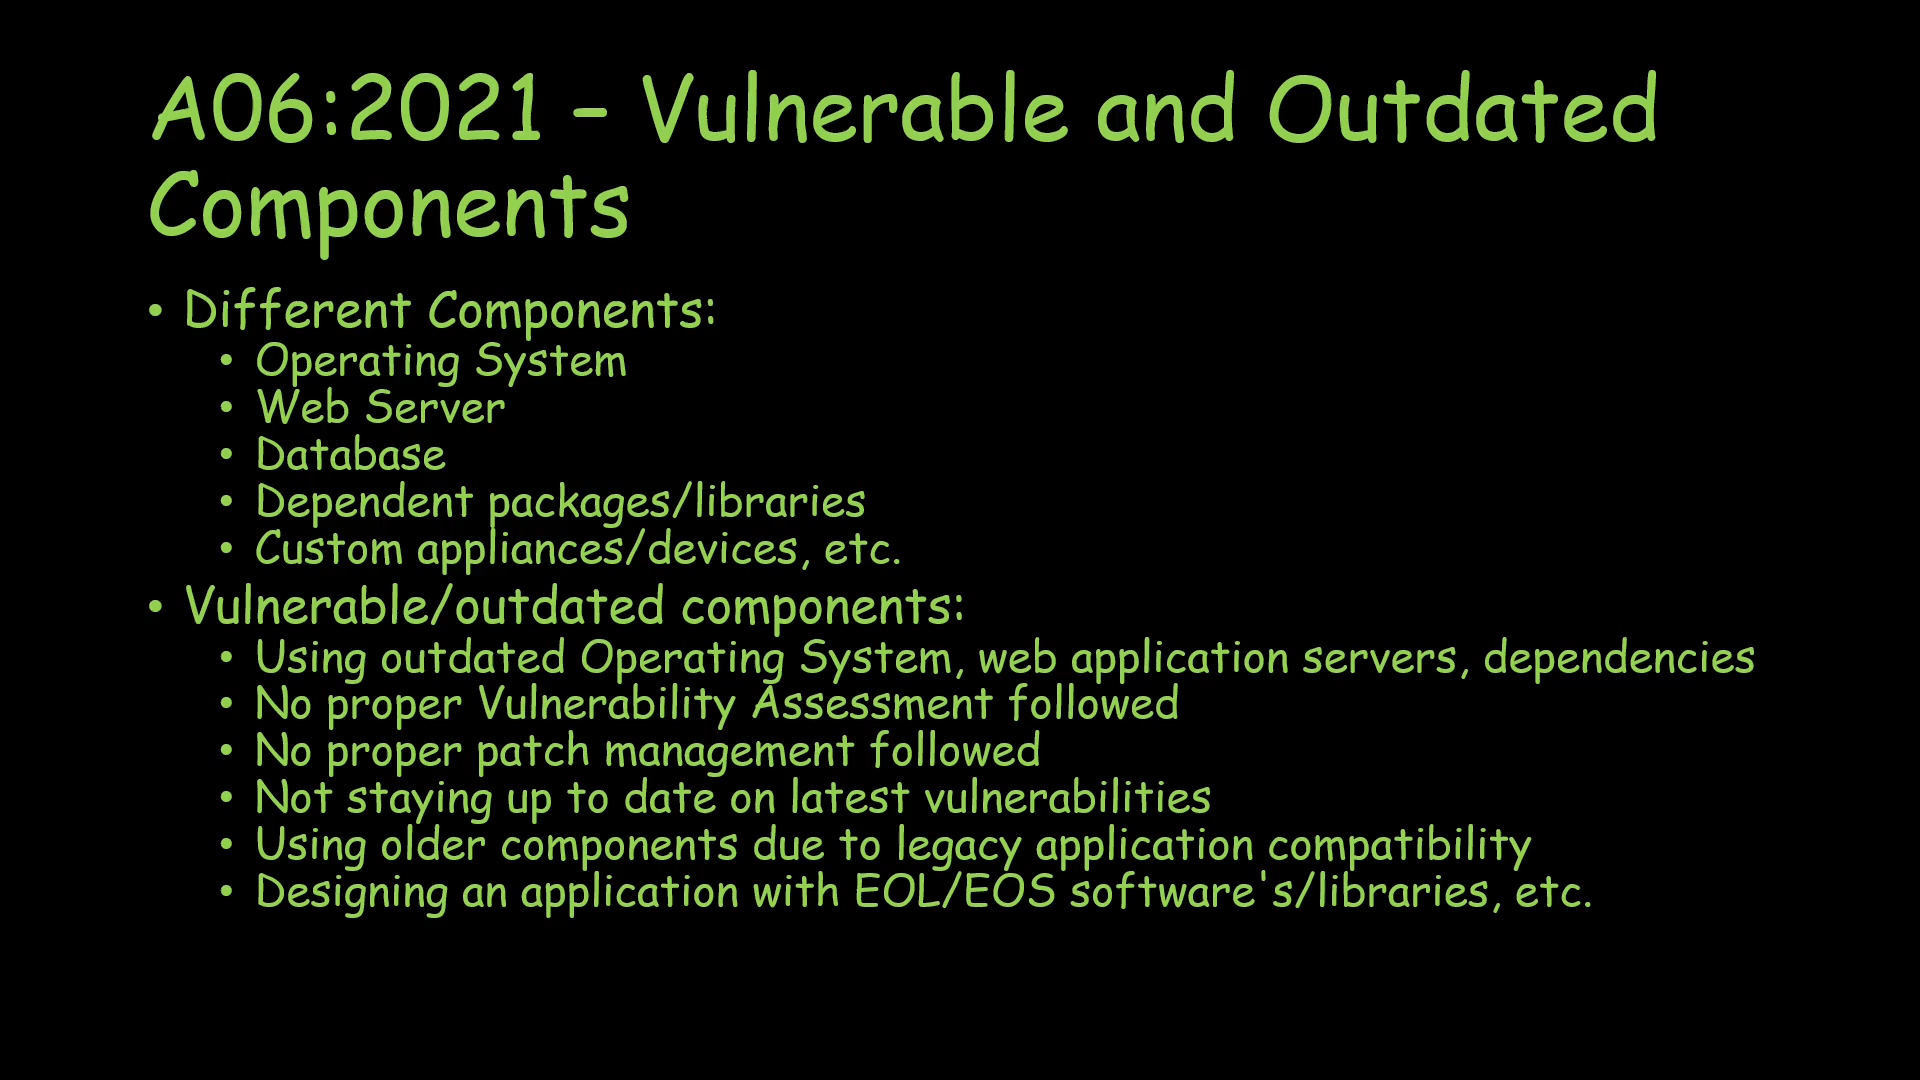 A06:2021 – Vulnerable and Outdated
Components
• Different Components:
• Operating System
• Web Server
• Database
• Dependent packages/libraries
• Custom appliances/devices, etc.
• Vulnerable/outdated components:
• Using outdated Operating System, web application servers, dependencies
• No proper Vulnerability Assessment followed
• No proper patch management followed
• Not staying up to date on latest vulnerabilities
• Using older components due to legacy application compatibility
• Designing an application with EOL/EOS software's/libraries, etc.